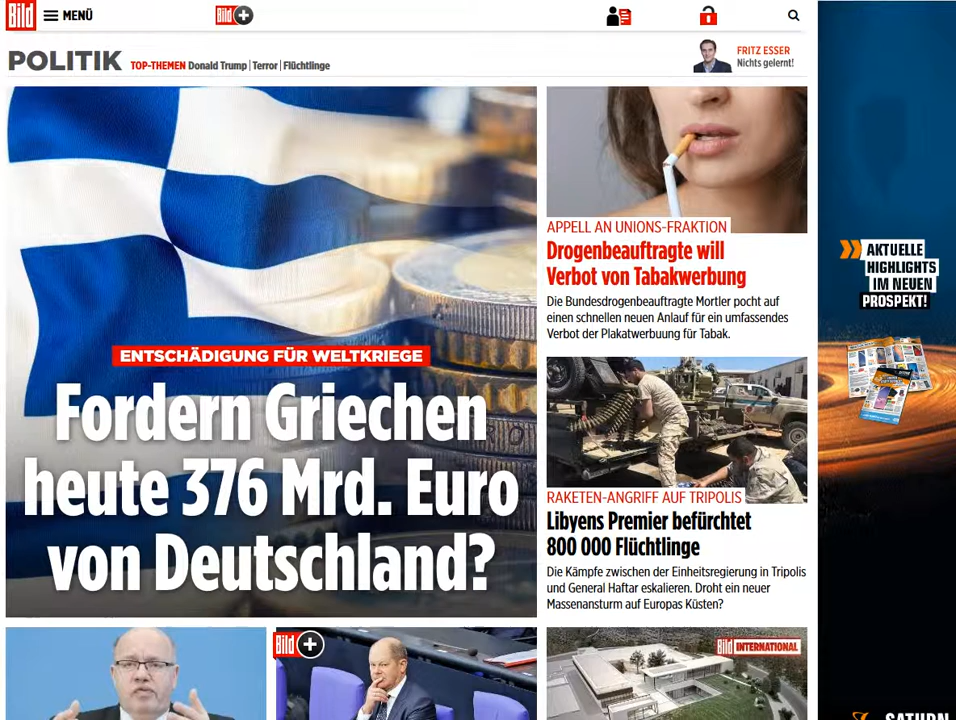 Bild
MENÜ
Bild+
POLITIK
TOP-THEMEN Donald Trump | Terror | Flüchtlinge
FRITZ ESSER
Nichts gelernt!
ENTSCHÄDIGUNG FÜR WELTKRIEGE
Fordern Griechen
heute 376 Mrd. Euro
von Deutschland?
APPELL AN UNIONS-FRAKTION
Drogenbeauftragte will
Verbot von Tabakwerbung
Die Bundesdrogenbeauftragte Mortler pocht auf
einen schnellen neuen Anlauf für ein umfassendes
Verbot der Plakatwerbuung für Tabak.
RAKETEN-ANGRIFF AUF TRIPOLIS
Libyens Premier befürchtet
800 000 Flüchtlinge
Die Kämpfe zwischen der Einheitsregierung in Tripolis
und General Haftar eskalieren. Droht ein neuer
Massenansturm auf Europas Küsten?
Bild+
Bild INTERNATIONAL
AKTUELLE
HIGHLIGHTS
IM NEUEN
PROSPEKT!
SATURN